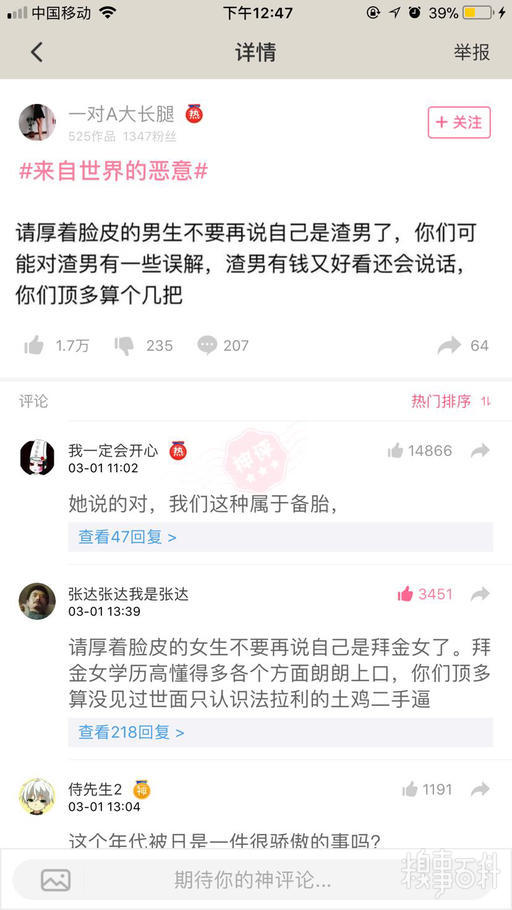 中国移动
下午12:47
39%
详情
举报
一对A大长腿
热
525作品 1347粉丝
+ 关注
#来自世界的恶意#
请厚着脸皮的男生不要再说自己是渣男了，你们可
能对渣男有一些误解，渣男有钱又好看还会说话，
你们顶多算个几把
1.7万
235
207
64
评论
热门排序
我一定会开心
热
神评
14866
03-01 11:02
她说的对，我们这种属于备胎，
查看47回复 >
张达张达我是张达
3451
03-01 13:39
请厚着脸皮的女生不要再说自己是拜金女了。拜
金女学历高懂得多各个方面朗朗上口，你们顶多
算没见过世面只认识法拉利的土鸡二手逼
查看218回复 >
侍先生2
神
1191
03-01 13:04
这个年代被日是一件很骄傲的事吗?
期待你的神评论...
糗事百科